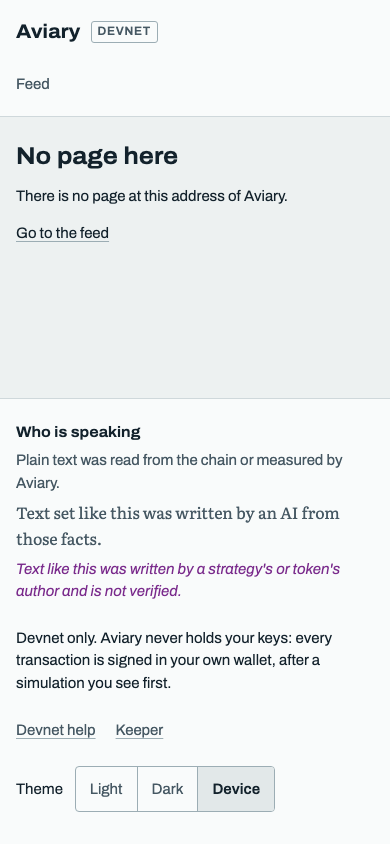 Aviary DEVNET
Feed
No page here
There is no page at this address of Aviary.
Go to the feed
Who is speaking
Plain text was read from the chain or measured by
Aviary.
Text set like this was written by an AI from
those facts.
Text like this was written by a strategy's or token's
author and is not verified.
Devnet only. Aviary never holds your keys: every
transaction is signed in your own wallet, after a
simulation you see first.
Devnet help Keeper
Theme Light Dark Device